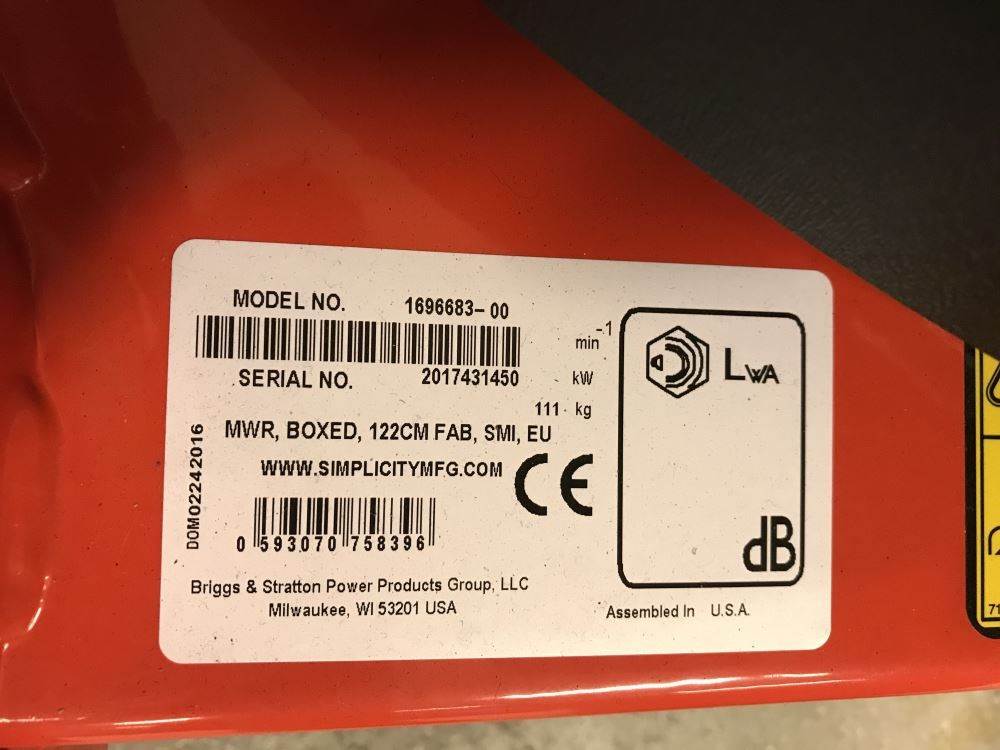 MODEL NO. 1696683-00
min-1
SERIAL NO. 2017431450
kW
111 kg
MWR, BOXED, 122CM FAB, SMI, EU
WWW.SIMPLICITYMFG.COM
CE
DOM02242016
0 593070 758396
Briggs & Stratton Power Products Group, LLC
Milwaukee, WI 53201 USA
LWA
dB
Assembled In U.S.A.
71